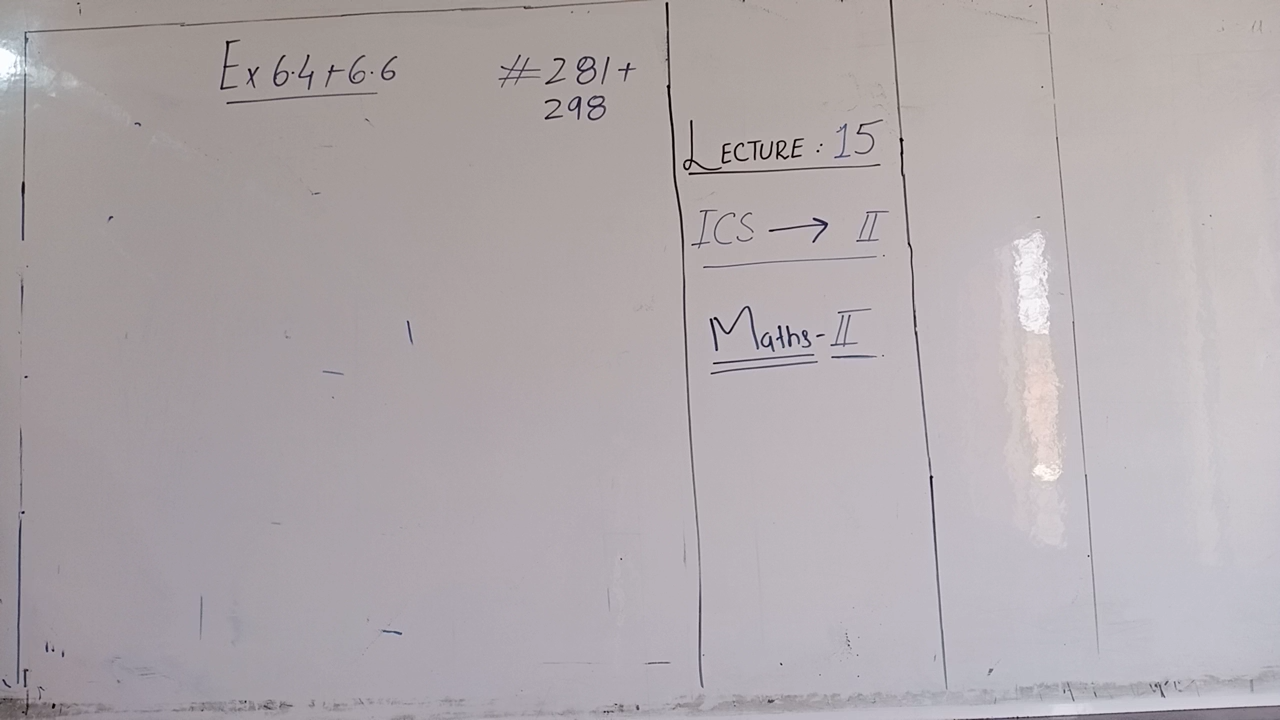 Ex 6.4+6.6 #281+
298
LECTURE: 15
ICS → II
Maths-II